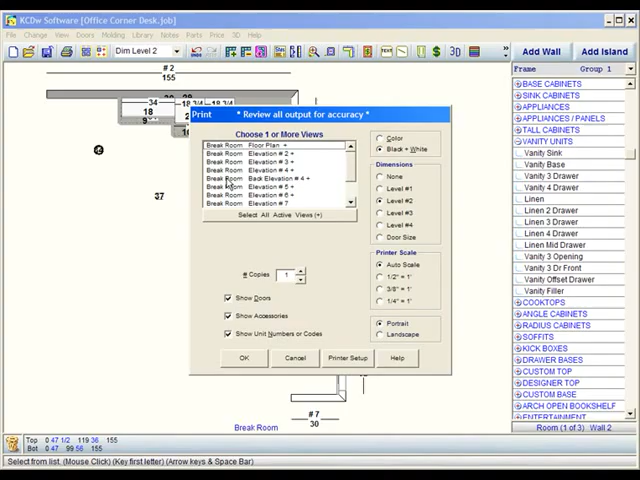 KCDw Software [Office Corner Desk.job]
File Change Room Doors Molding Library Window Help
Dim Level 2
TEXT
$
3D
Add Wall
Add Island
Frame Group 1
# 2
155
34
18 3/4
18 3/4
18
37
Print * Review all output for accuracy *
Choose 1 or More Views
Break Room Floor Plan +
Break Room Elevation # 2 +
Break Room Elevation # 3 +
Break Room Elevation # 4 +
Break Room Back Elevation # 4 +
Break Room Elevation # 5 +
Break Room Elevation # 6 +
Break Room Elevation # 7
Select All Active Views (+)
# Copies 1
Show Doors
Show Accessories
Show Unit Numbers or Codes
Color
Black + White
Dimensions
None
Level #1
Level #2
Level #3
Level #4
Door Size
Printer Scale
Auto Scale
1/2" = 1'
3/8" = 1'
1/4" = 1'
Portrait
Landscape
OK
Cancel
Printer Setup
Help
BASE CABINETS
SINK CABINETS
APPLIANCES
APPLIANCES / PANELS
TALL CABINETS
VANITY UNITS
Vanity Sink
Vanity Base
Vanity 3 Drawer
Vanity 4 Drawer
Linen
Linen 3 Drawer
Linen 4 Drawer
Linen Mid Drawer
Vanity 3 Opening
Vanity 3 Dr Front
Vanity Offset Drawer
Vanity Filler
COOKTOPS
ANGLE CABINETS
RADIUS CABINETS
SOFFITS
KICK BOXES
DRAWER BASES
CUSTOM TOP
DESIGNER TOP
CUSTOM BASE
ARCH OPEN BOOKSHELF
ENTERTAINMENT
# 7
30
Break Room
Room (1 of 3) Wall 2
Top 0 47 1/2 119 36 155
Bot 0 47 99 56 155
Select from list. (Mouse Click) (Key first letter) (Arrow keys & Space Bar)